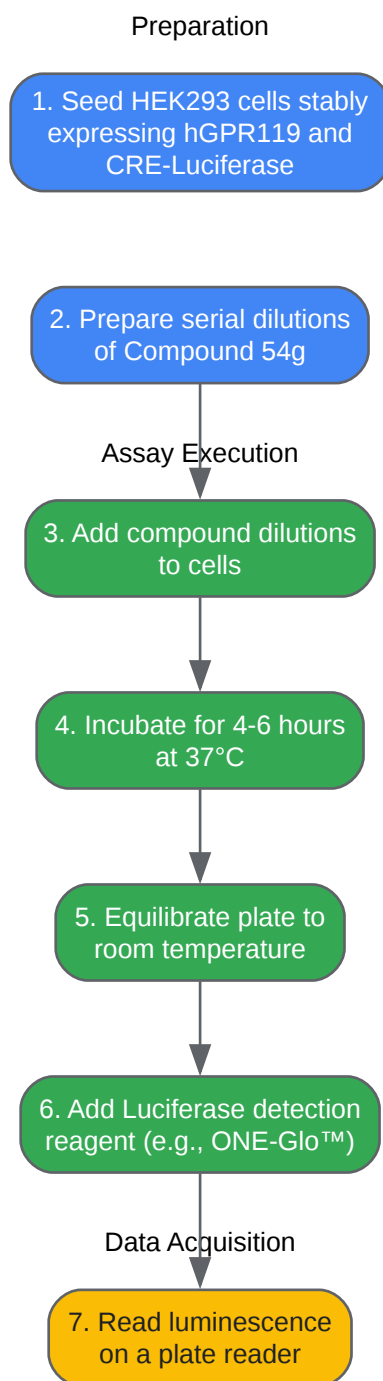 Preparation
1. Seed HEK293 cells stably
expressing hGPR119 and
CRE-Luciferase
2. Prepare serial dilutions
of Compound 54g
Assay Execution
3. Add compound dilutions
to cells
4. Incubate for 4-6 hours
at 37°C
5. Equilibrate plate to
room temperature
6. Add Luciferase detection
reagent (e.g., ONE-Glo™)
Data Acquisition
7. Read luminescence
on a plate reader